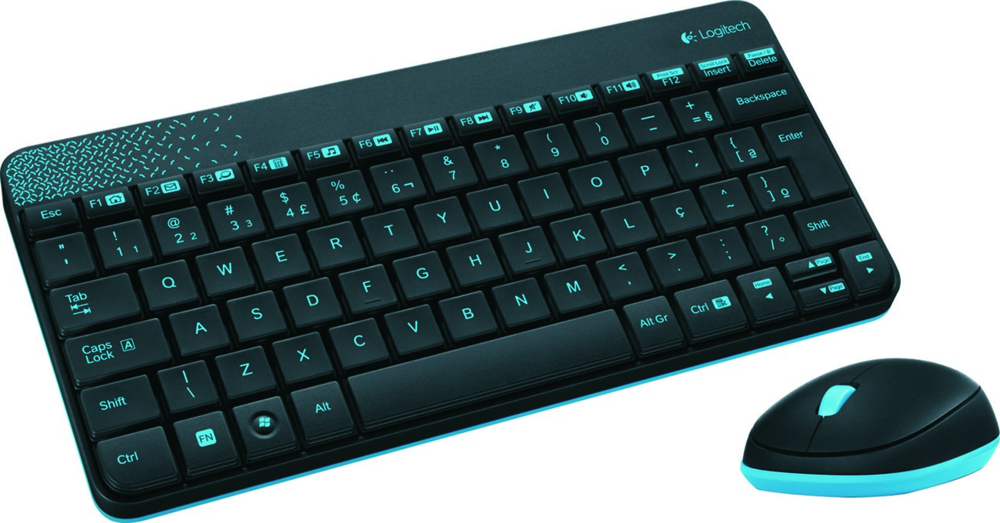 Logitech
Esc F1 F2 F3 F4 F5 F6 F7 F8 F9 F10 F11 Print Scr F12 Scroll Lock Insert Pause / B Delete
" ' ! 1 ¹ @ 2 ² # 3 ³ $ 4 £ % 5 ¢ ¨ 6 ¬ & 7 * 8 ( 9 ) 0 _ - + = § Backspace
Tab Q W E R T Y U I O P ` ´ { [ ª Enter
Caps Lock A A S D F G H J K L ç ^ ~ } ] º
Shift | \ Z X C V B N M < , > . : ; ? / ° Shift
Ctrl FN Alt Alt Gr Ctrl Home ◄ ▲ Page ▼ Page End ►